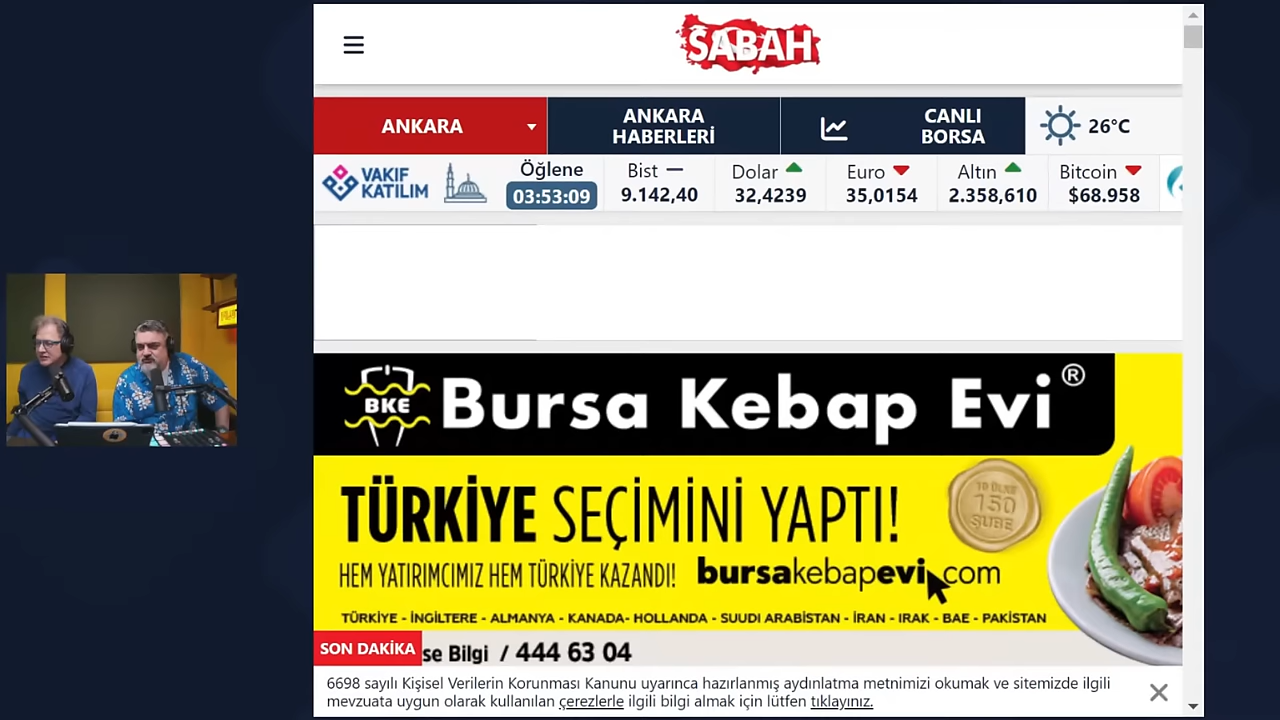 SABAH
ANKARA
ANKARA HABERLERİ
CANLI BORSA
26°C
VAKIF KATILIM
Öğlene
03:53:09
Bist
9.142,40
Dolar
32,4239
Euro
35,0154
Altın
2.358,610
Bitcoin
$68.958
BKE
Bursa Kebap Evi®
TÜRKİYE SEÇİMİNİ YAPTI!
10 ÜLKE
150
ŞUBE
HEM YATIRIMCIMIZ HEM TÜRKİYE KAZANDI! bursakebapevi.com
TÜRKİYE - İNGİLTERE - ALMANYA - KANADA- HOLLANDA - SUUDI ARABİSTAN - İRAN - IRAK - BAE - PAKİSTAN
SON DAKİKA
se Bilgi / 444 63 04
6698 sayılı Kişisel Verilerin Korunması Kanunu uyarınca hazırlanmış aydınlatma metnimizi okumak ve sitemizde ilgili
mevzuata uygun olarak kullanılan çerezlerle ilgili bilgi almak için lütfen tıklayınız.